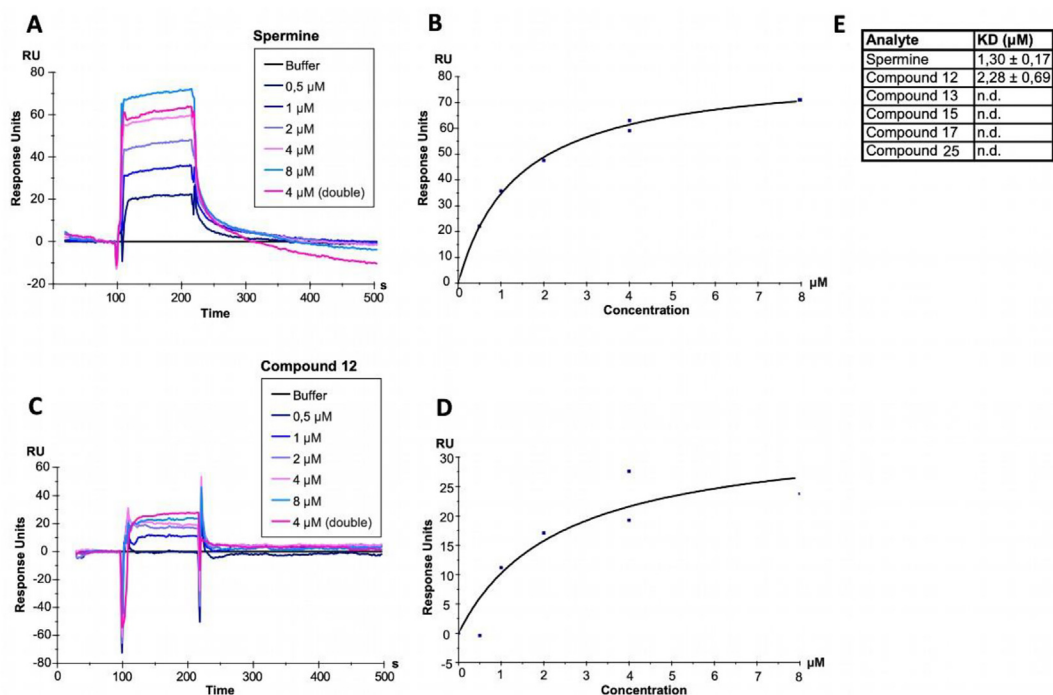 A
Spermine
RU
80
60
40
20
0
-20
Response Units
100
200
300
400
500
s
Time
Buffer
0,5 µM
1 µM
2 µM
4 µM
8 µM
4 µM (double)
B
RU
80
70
60
50
40
30
20
10
0
Response Units
0
1
2
3
4
5
6
7
8
µM
Concentration
E
Analyte KD (µM)
Spermine 1,30 ± 0,17
Compound 12 2,28 ± 0,69
Compound 13 n.d.
Compound 15 n.d.
Compound 17 n.d.
Compound 25 n.d.
C
Compound 12
RU
60
40
20
0
-20
-40
-60
-80
Response Units
0
100
200
300
400
500
s
Time
Buffer
0,5 µM
1 µM
2 µM
4 µM
8 µM
4 µM (double)
D
RU
30
25
20
15
10
5
0
-5
Response Units
0
1
2
3
4
5
6
7
8
µM
Concentration